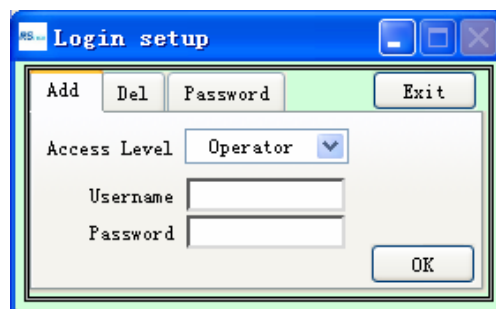 Login setup
Add Del Password Exit
Access Level Operator
Username
Password
OK